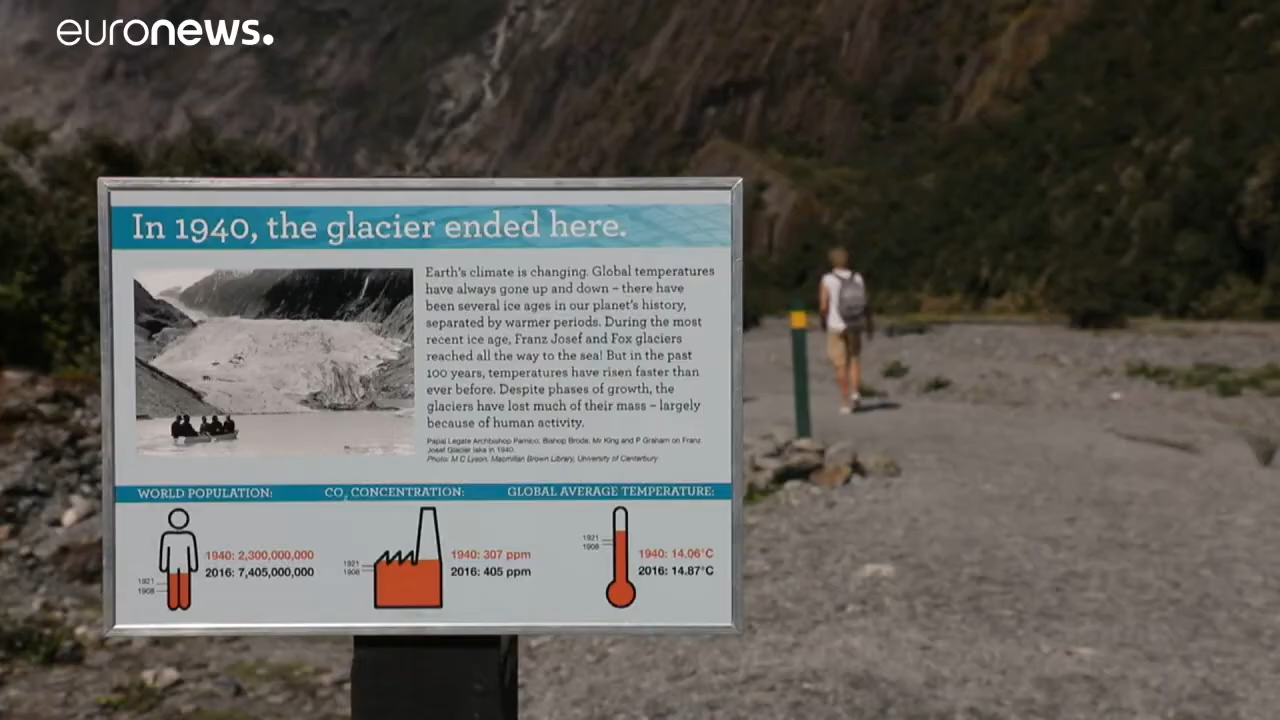 euronews.
In 1940, the glacier ended here.
Earth's climate is changing. Global temperatures
have always gone up and down – there have
been several ice ages in our planet's history,
separated by warmer periods. During the most
recent ice age, Franz Josef and Fox glaciers
reached all the way to the sea! But in the past
100 years, temperatures have risen faster than
ever before. Despite phases of growth, the
glaciers have lost much of their mass – largely
because of human activity.
Papal Legate Archbishop Panico, Bishop Brodie, Mr King and P Graham on Franz
Josef Glacier lake in 1940.
Photo: M C Lysons, Macmillan Brown Library, University of Canterbury
WORLD POPULATION:
1940: 2,300,000,000
2016: 7,405,000,000
1921
1908
CO₂ CONCENTRATION:
1940: 307 ppm
2016: 405 ppm
1921
1908
GLOBAL AVERAGE TEMPERATURE:
1921
1908
1940: 14.06°C
2016: 14.87°C